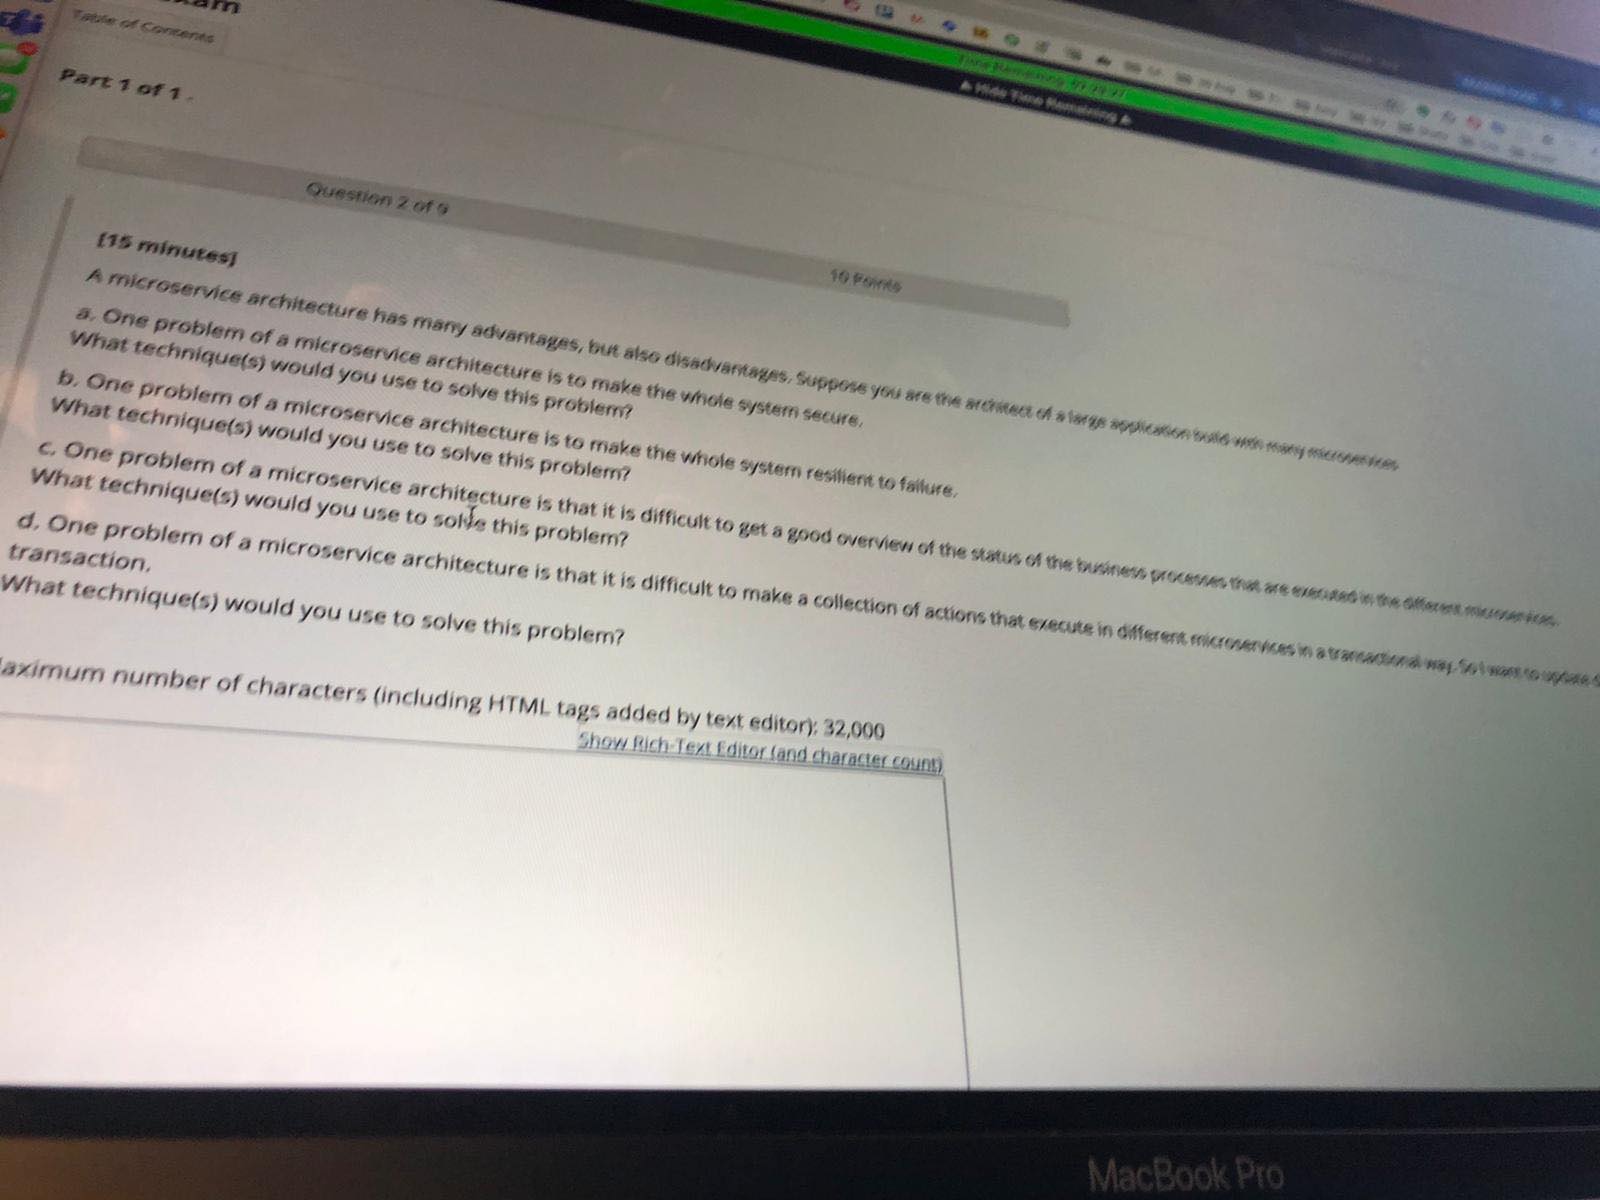 Table of Contents
Part 1 of 1
Time Remaining
Hide Time Remaining
Question 2 of 9
10 Points
[15 minutes]
A microservice architecture has many advantages, but also disadvantages. Suppose you are the architect of a large application build with many microservices
a. One problem of a microservice architecture is to make the whole system secure.
What technique(s) would you use to solve this problem?
b. One problem of a microservice architecture is to make the whole system resilient to failure.
What technique(s) would you use to solve this problem?
c. One problem of a microservice architecture is that it is difficult to get a good overview of the status of the business processes that are executed in the different microservices.
What technique(s) would you use to solve this problem?
d. One problem of a microservice architecture is that it is difficult to make a collection of actions that execute in different microservices in a transactional way. So I want to update
transaction.
What technique(s) would you use to solve this problem?
aximum number of characters (including HTML tags added by text editor): 32,000
Show Rich-Text Editor (and character count)
MacBook Pro